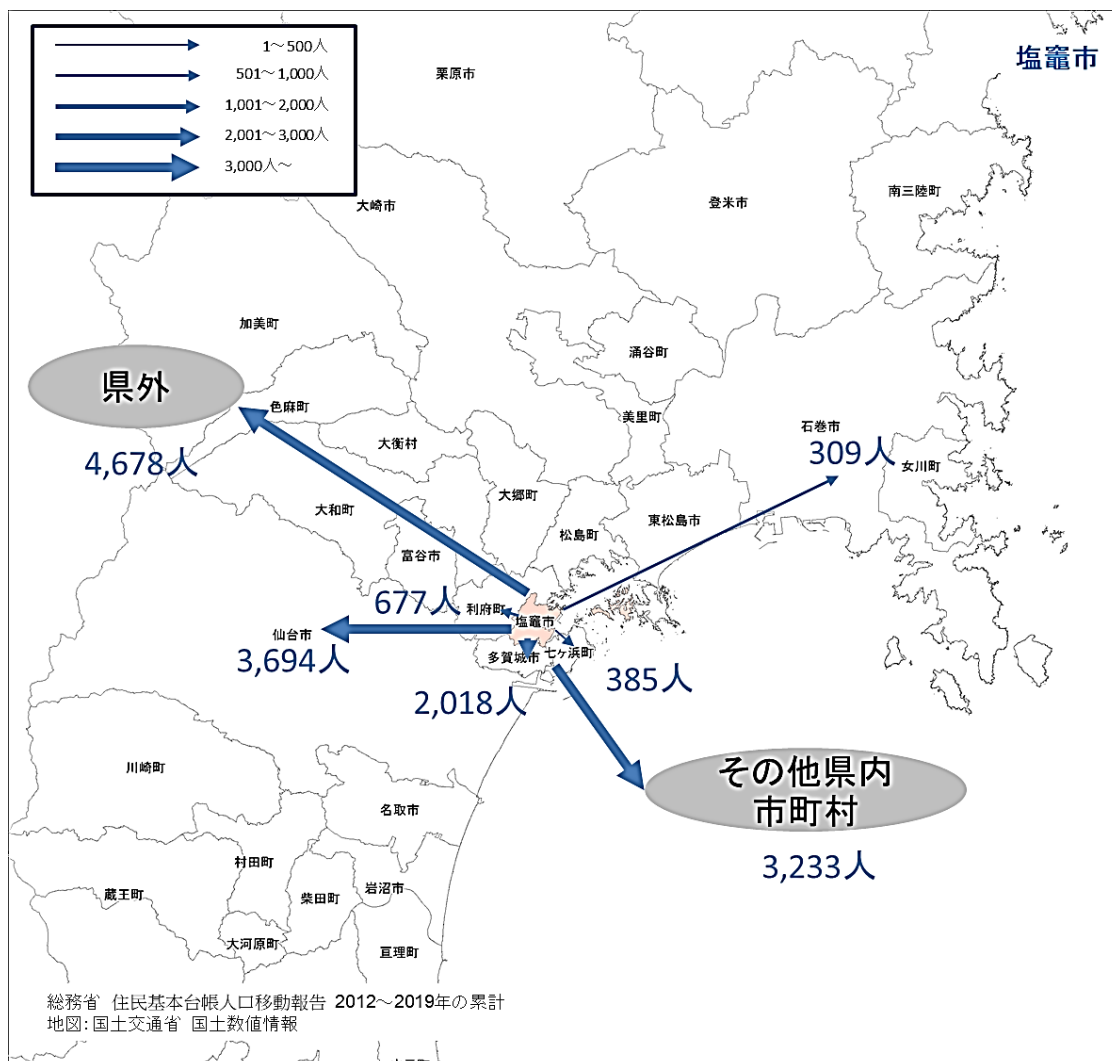 1～500人
501～1,000人
1,001～2,000人
2,001～3,000人
3,000人～
塩竈市
栗原市
大崎市
登米市
南三陸町
加美町
涌谷町
県外
色麻町
美里町
石巻市
大衡村
309人
女川町
4,678人
大郷町
大和町
東松島市
松島町
富谷市
677人
利府町
塩竈市
仙台市
3,694人
多賀城市
七ヶ浜町
385人
2,018人
その他県内
市町村
3,233人
川崎町
名取市
村田町
岩沼市
蔵王町
柴田町
大河原町
亘理町
総務省 住民基本台帳人口移動報告 2012～2019年の累計
地図：国土交通省 国土数値情報